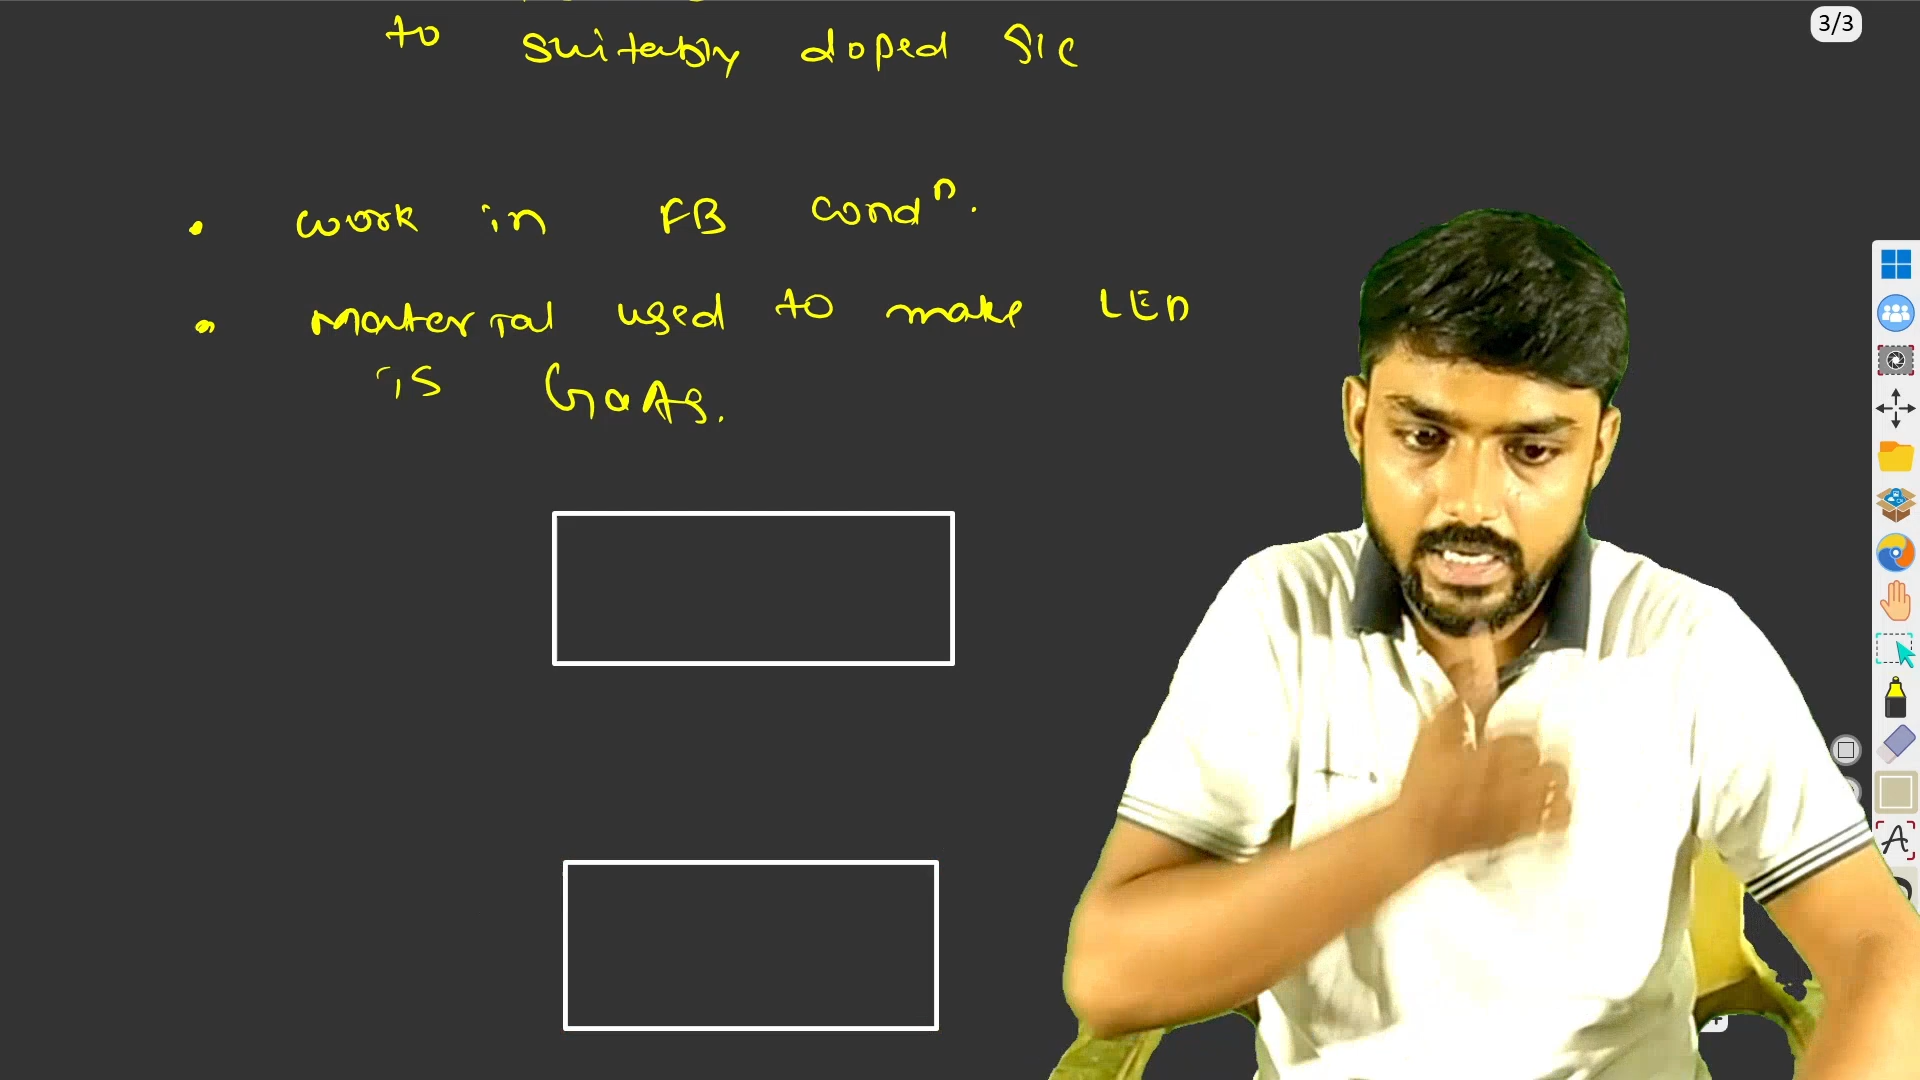 3/3
to suitably doped SIC
• work in FB condⁿ.
• Material used to make LED
is GaAs.